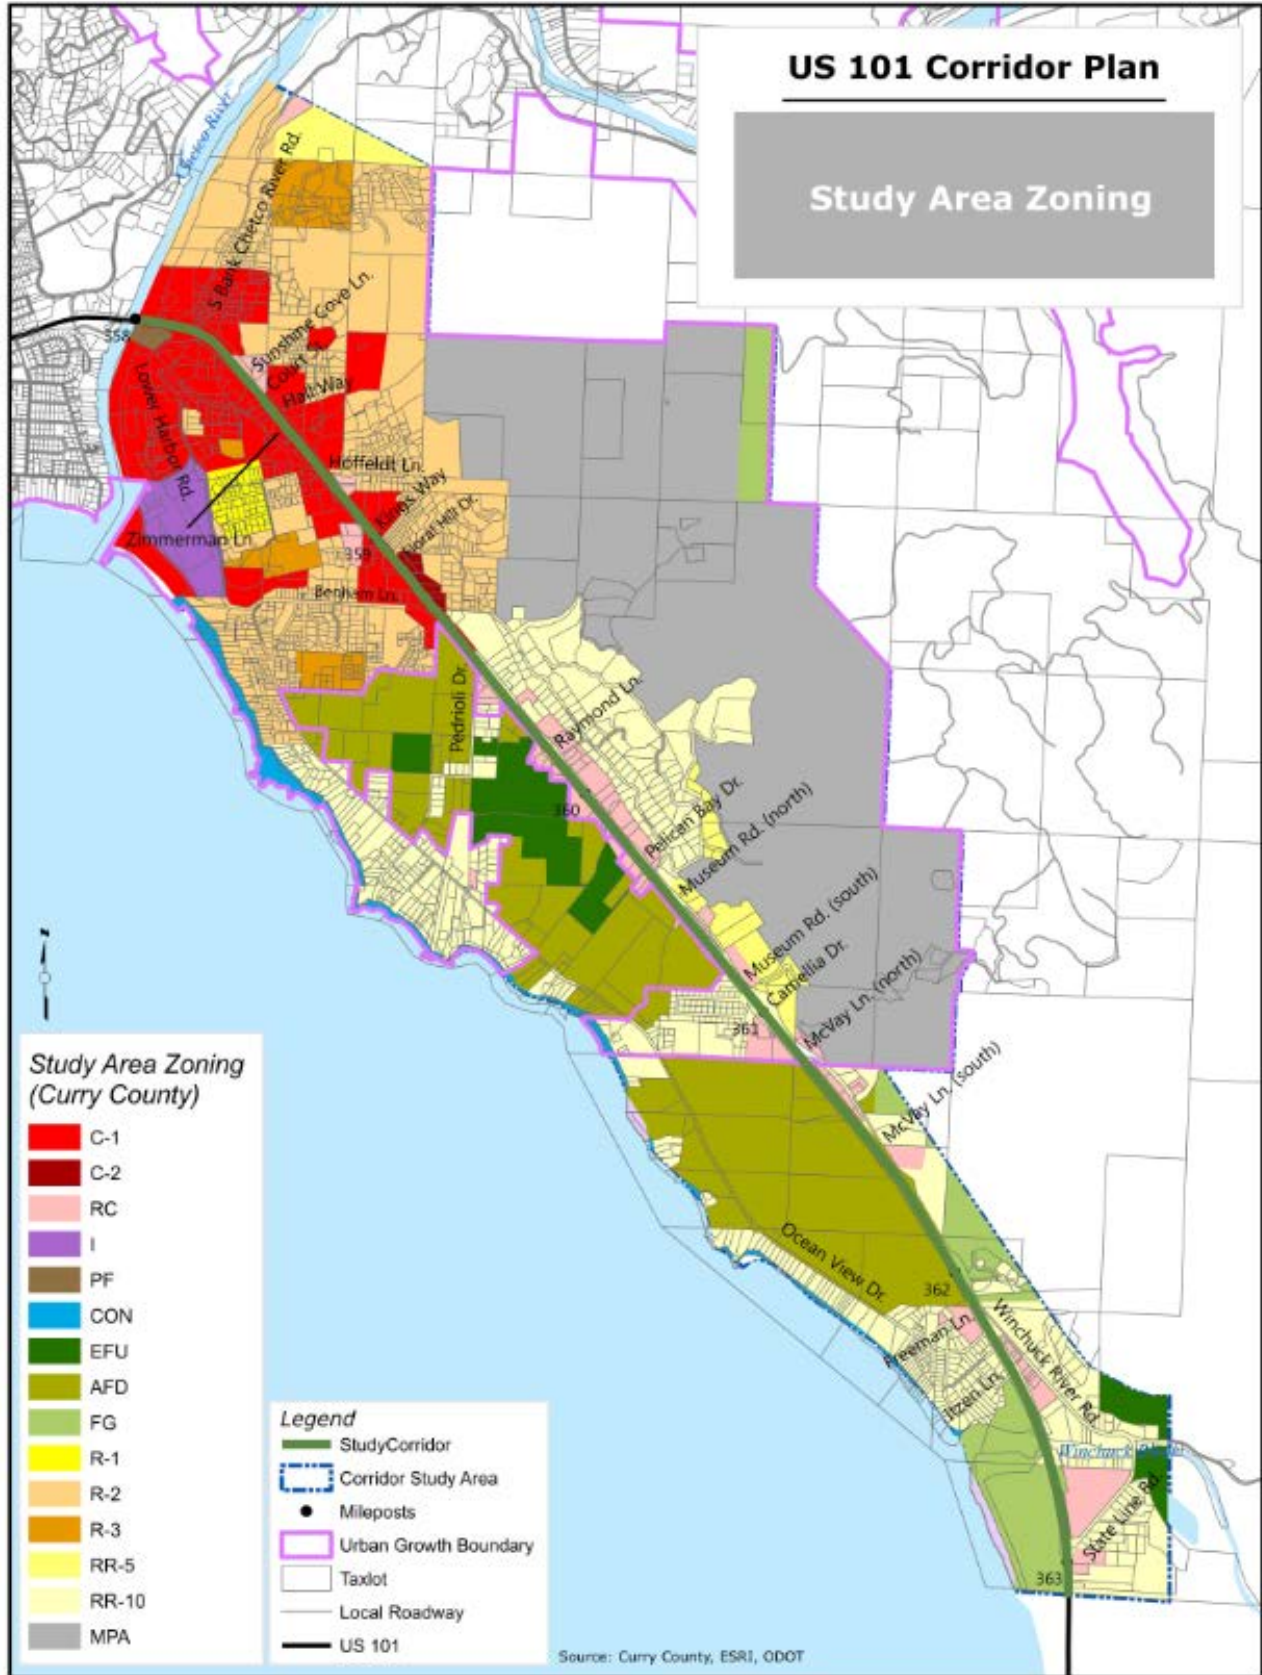 US 101 Corridor Plan
Study Area Zoning
Chetco River
S Bank Chetco River Rd.
358
Sunshine Cove Ln.
Court St.
Hall Way
Lower Harbor Rd.
Hoffeldt Ln.
Kings Way
Floral Hill Dr.
Zimmerman Ln.
359
Benham Ln.
Pedrioli Dr.
Raymond Ln.
360
Pelican Bay Dr.
Museum Rd. (north)
Museum Rd. (south)
Camellia Dr.
361
McVay Ln. (north)
McVay Ln. (south)
Ocean View Dr.
362
Freeman Ln.
Winchuck River Rd.
Itzen Ln.
Winchuck River
State Line Rd.
363
Study Area Zoning
(Curry County)
C-1
C-2
RC
I
PF
CON
EFU
AFD
FG
R-1
R-2
R-3
RR-5
RR-10
MPA
Legend
StudyCorridor
Corridor Study Area
Mileposts
Urban Growth Boundary
Taxlot
Local Roadway
US 101
Source: Curry County, ESRI, ODOT